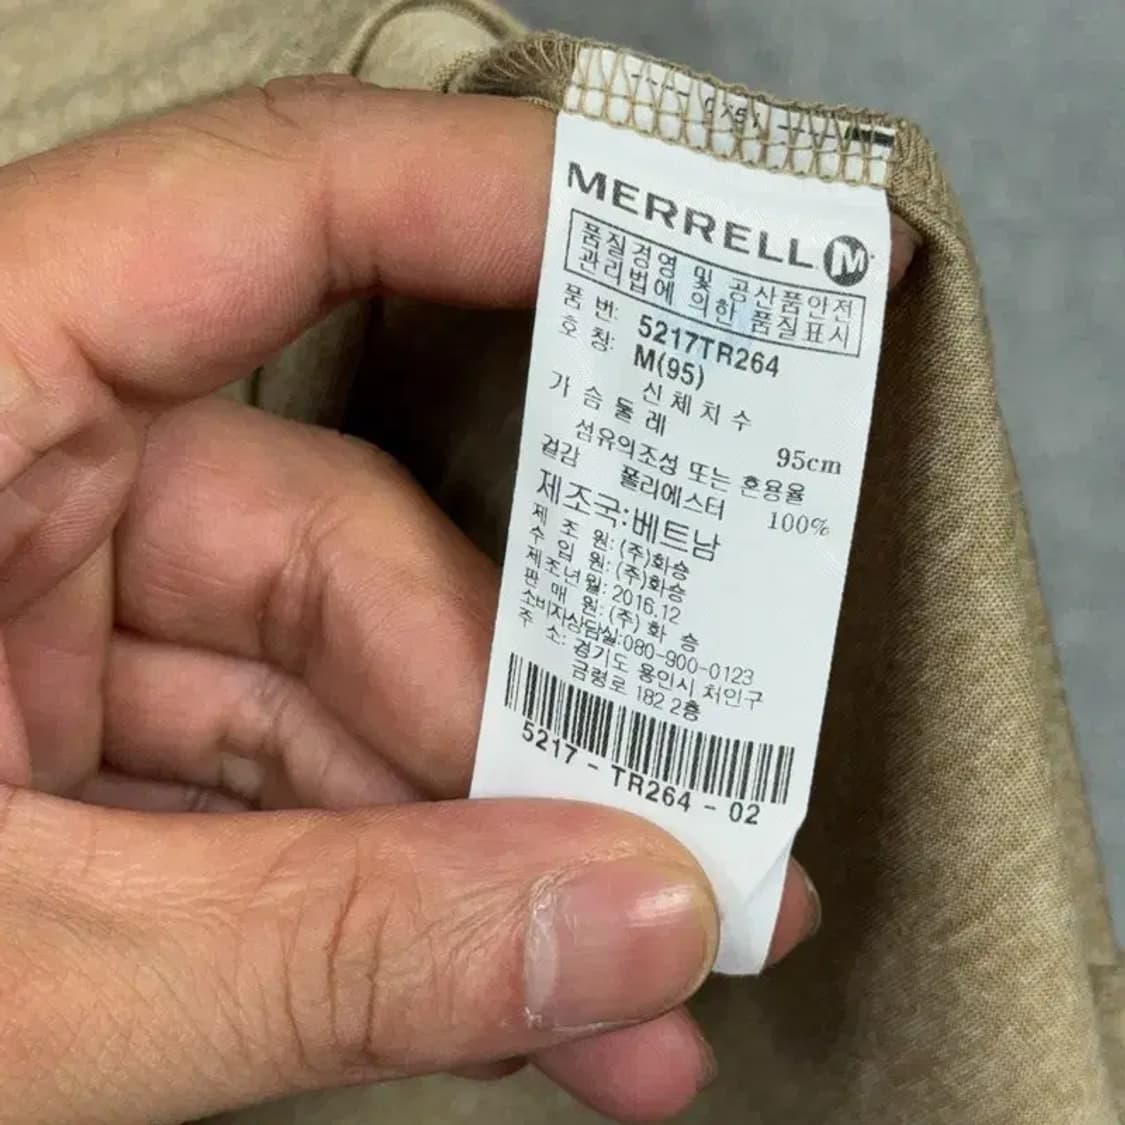 MERRELL M
품질경영 및 공산품안전
관리법에 의한 품질표시
품 번: 5217TR264
호 칭: M(95)
신체치수
가슴둘레 95cm
섬유의조성 또는 혼용율
겉감 폴리에스터 100%
제조국:베트남
제 조 원: (주)화승
수 입 원: (주)화승
제조년월: 2016.12
판 매 원: (주) 화 승
소비자상담실:080-900-0123
주 소: 경기도 용인시 처인구
금령로 182 2층
5217 - TR264 - 02